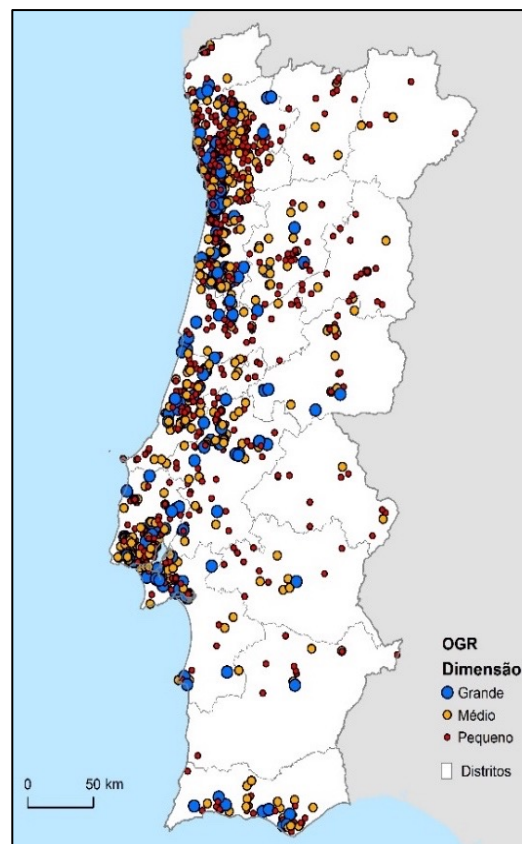 OGR
Dimensão
Grande
Médio
Pequeno
Distritos
0 50 km